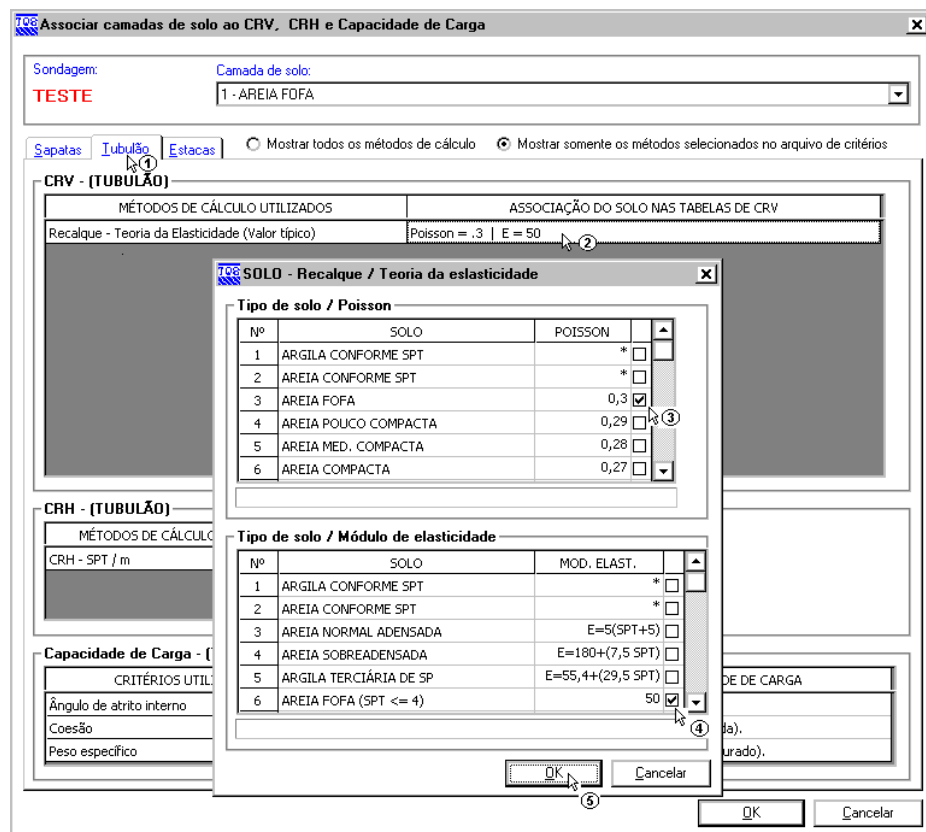 TQS Associar camadas de solo ao CRV, CRH e Capacidade de Carga
Sondagem:
Camada de solo:
TESTE
1 - AREIA FOFA
Sapatas Tubulão Estacas Mostrar todos os métodos de cálculo Mostrar somente os métodos selecionados no arquivo de critérios
1
CRV - (TUBULÃO)
MÉTODOS DE CÁLCULO UTILIZADOS ASSOCIAÇÃO DO SOLO NAS TABELAS DE CRV
Recalque - Teoria da Elasticidade (Valor típico) Poisson = .3 | E = 50
2
TQS SOLO - Recalque / Teoria da eslasticidade
Tipo de solo / Poisson
Nº SOLO POISSON
1 ARGILA CONFORME SPT *
2 AREIA CONFORME SPT *
3 AREIA FOFA 0,3
3
4 AREIA POUCO COMPACTA 0,29
5 AREIA MED. COMPACTA 0,28
6 AREIA COMPACTA 0,27
CRH - (TUBULÃO)
MÉTODOS DE CÁLCULO
CRH - SPT / m
Tipo de solo / Módulo de elasticidade
Nº SOLO MOD. ELAST.
1 ARGILA CONFORME SPT *
2 AREIA CONFORME SPT *
3 AREIA NORMAL ADENSADA E=5(SPT+5)
4 AREIA SOBREADENSADA E=180+(7,5 SPT)
5 ARGILA TERCIÁRIA DE SP E=55,4+(29,5 SPT)
6 AREIA FOFA (SPT <= 4) 50
4
Capacidade de Carga - (
CRITÉRIOS UTILI DE DE CARGA
Ângulo de atrito interno
Coesão da).
Peso específico urado).
OK Cancelar
5
OK Cancelar